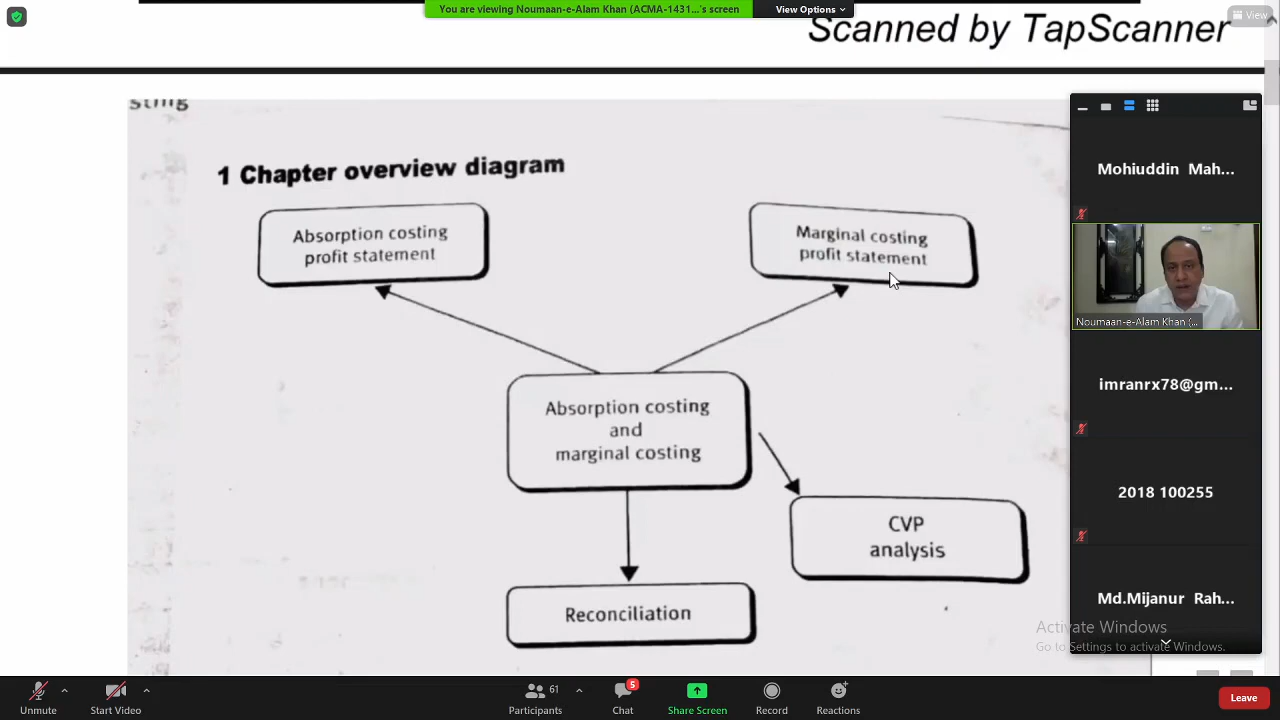 You are viewing Noumaan-e-Alam Khan (ACMA-1431...'s screen
View Options
View
Scanned by TapScanner
1 Chapter overview diagram
Absorption costing
profit statement
Marginal costing
profit statement
Absorption costing
and
marginal costing
CVP
analysis
Reconciliation
Mohiuddin Mah...
Noumaan-e-Alam Khan (...
imranrx78@gm...
2018 100255
Md.Mijanur Rah...
Activate Windows
Go to Settings to activate Windows.
Unmute
Start Video
61
Participants
5
Chat
Share Screen
Record
Reactions
Leave